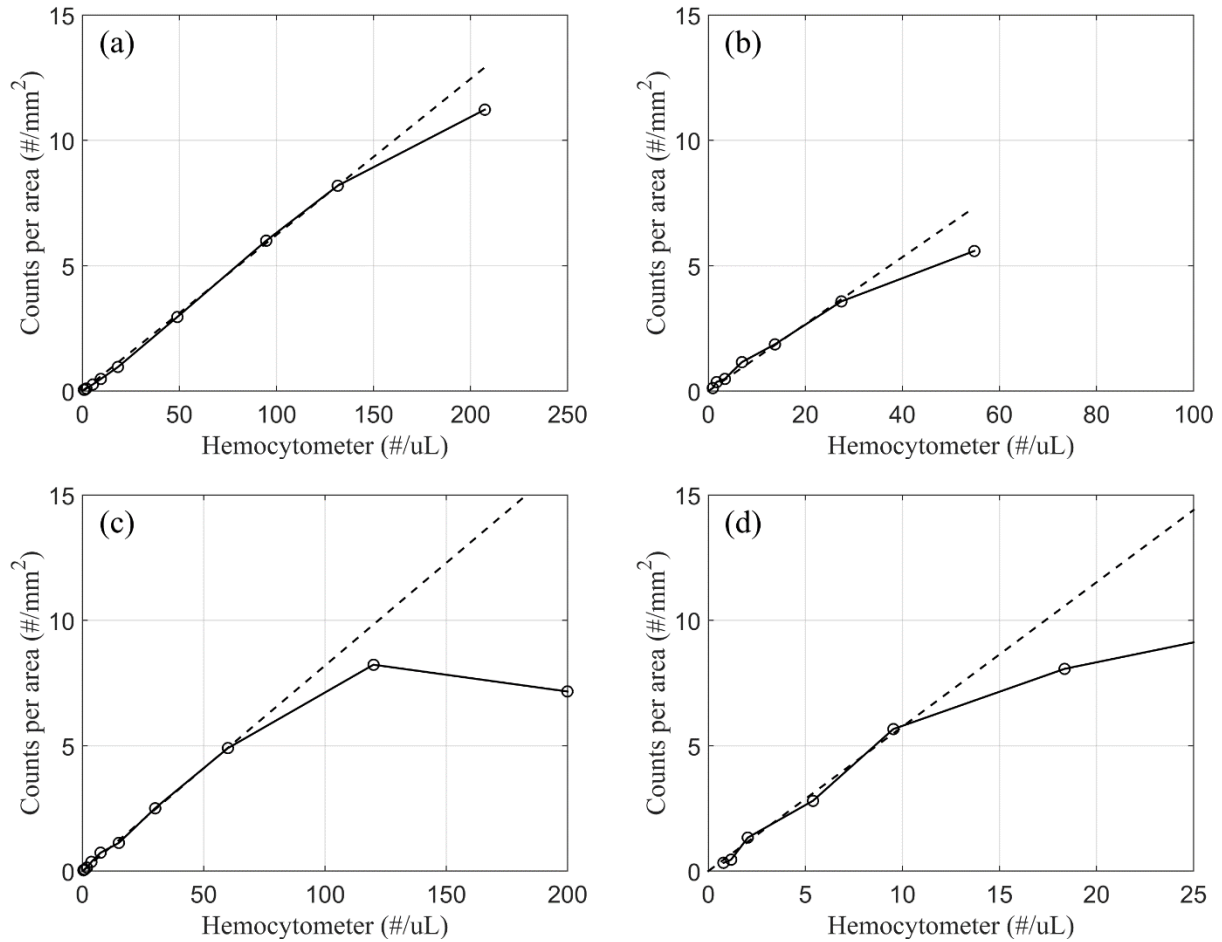 (a)
15
10
5
0
Counts per area (#/mm²)
0 50 100 150 200 250
Hemocytometer (#/uL)
(b)
15
10
5
0
Counts per area (#/mm²)
0 20 40 60 80 100
Hemocytometer (#/uL)
(c)
15
10
5
0
Counts per area (#/mm²)
0 50 100 150 200
Hemocytometer (#/uL)
(d)
15
10
5
0
Counts per area (#/mm²)
0 5 10 15 20 25
Hemocytometer (#/uL)